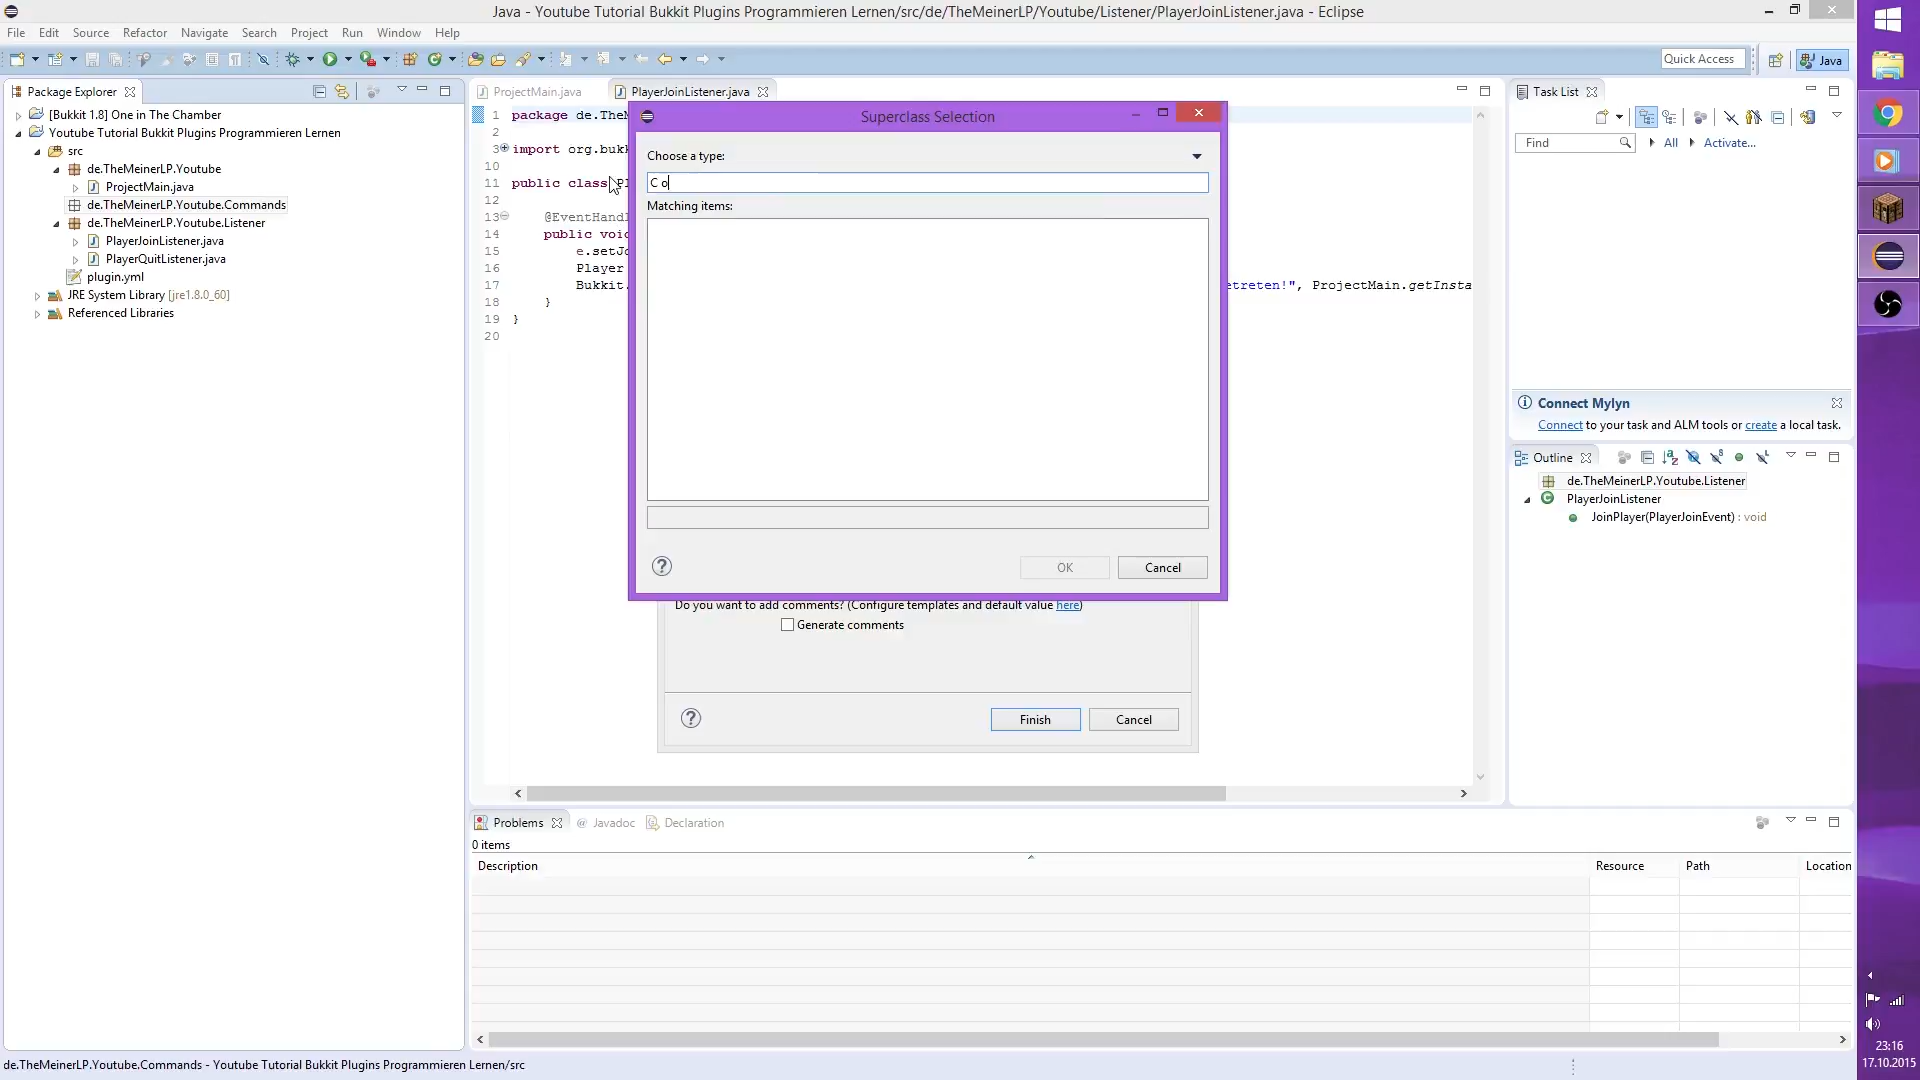 Java - Youtube Tutorial Bukkit Plugins Programmieren Lernen/src/de/TheMeinerLP/Youtube/Listener/PlayerJoinListener.java - Eclipse
File Edit Source Refactor Navigate Search Project Run Window Help
Quick Access
Java
Package Explorer
[Bukkit 1.8] One in The Chamber
Youtube Tutorial Bukkit Plugins Programmieren Lernen
src
de.TheMeinerLP.Youtube
ProjectMain.java
de.TheMeinerLP.Youtube.Commands
de.TheMeinerLP.Youtube.Listener
PlayerJoinListener.java
PlayerQuitListener.java
plugin.yml
JRE System Library [jre1.8.0_60]
Referenced Libraries
ProjectMain.java
PlayerJoinListener.java
1 package de.TheM
2
3 import org.bukk
10
11 public class Pl
12
13 @EventHandl
14 public void
15 e.setJo
16 Player
17 Bukkit. etreten!", ProjectMain.getInsta
18 }
19 }
20
Superclass Selection
Choose a type:
C o
Matching items:
OK
Cancel
Do you want to add comments? (Configure templates and default value here)
Generate comments
Finish
Cancel
Task List
Find
All
Activate...
Connect Mylyn
Connect to your task and ALM tools or create a local task.
Outline
de.TheMeinerLP.Youtube.Listener
PlayerJoinListener
JoinPlayer(PlayerJoinEvent) : void
Problems
@ Javadoc
Declaration
0 items
Description
Resource
Path
Location
de.TheMeinerLP.Youtube.Commands - Youtube Tutorial Bukkit Plugins Programmieren Lernen/src
23:16
17.10.2015